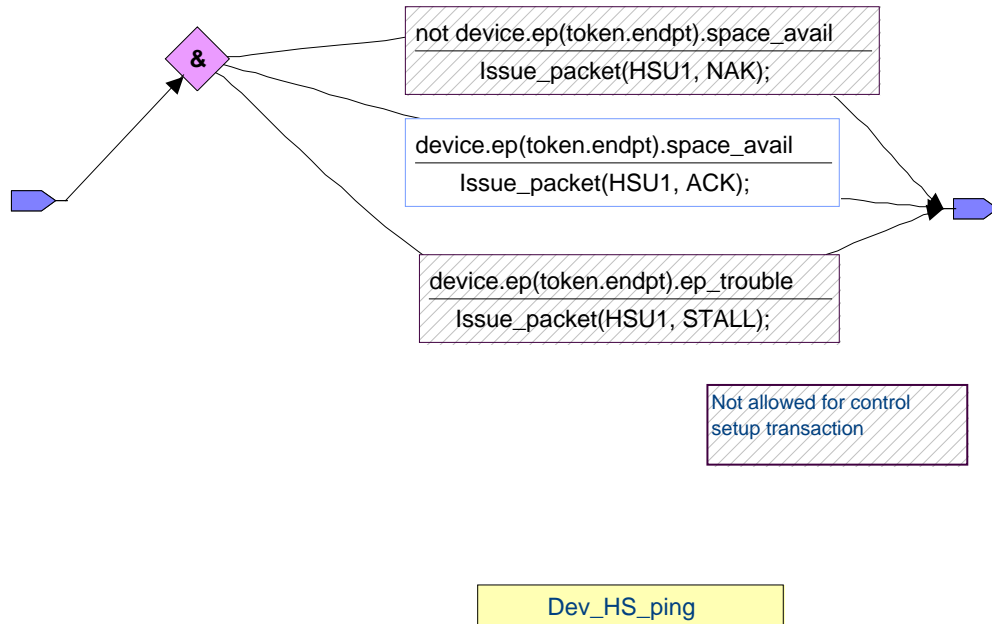 not device.ep(token.endpt).space_avail
&
Issue_packet(HSU1, NAK);
device.ep(token.endpt).space_avail
Issue_packet(HSU1, ACK);
device.ep(token.endpt).ep_trouble
Issue_packet(HSU1, STALL);
Not allowed for control
setup transaction
Dev_HS_ping